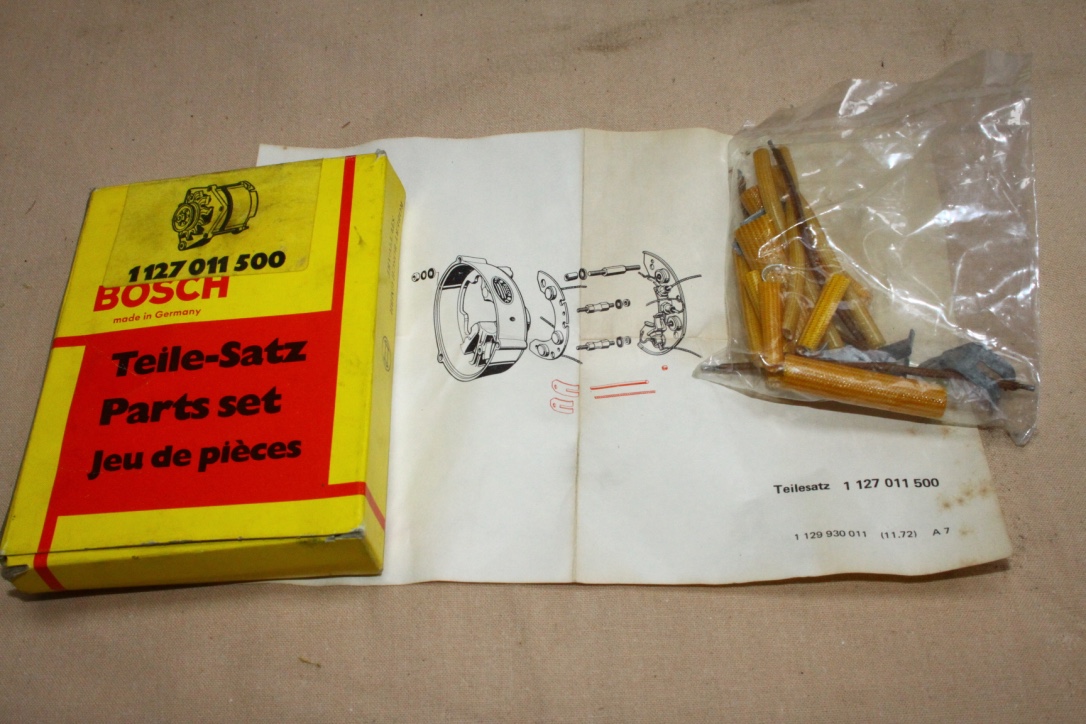 1 127 011 500
BOSCH
made in Germany
Teile-Satz
Parts set
Jeu de pièces
Teilesatz 1 127 011 500
1 129 930 011 (11.72) A 7